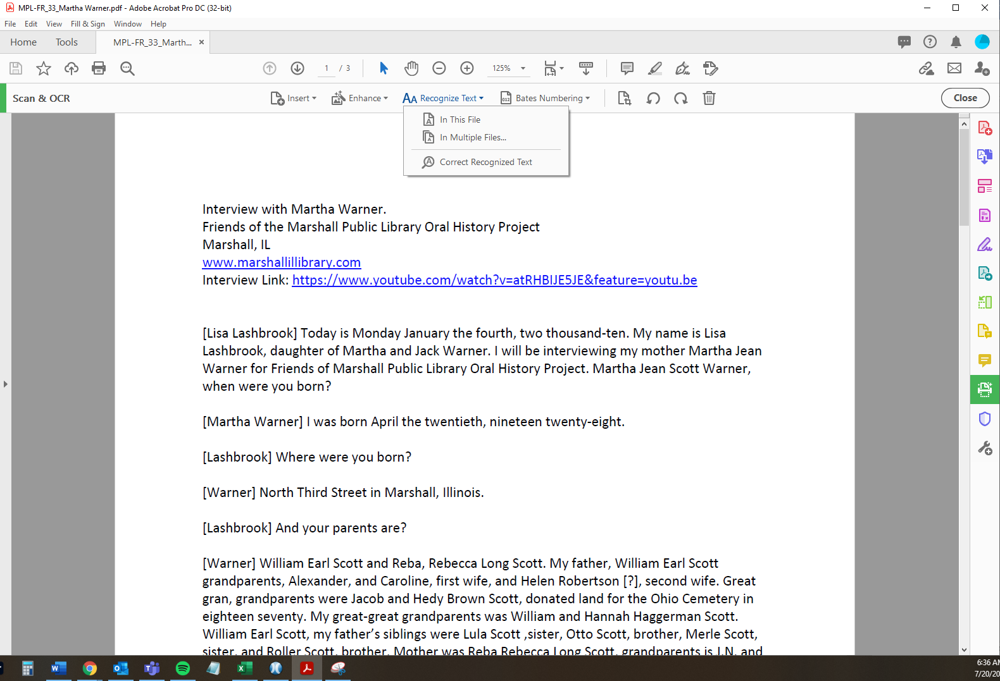 MPL-FR_33_Martha Warner.pdf - Adobe Acrobat Pro DC (32-bit)
File Edit View Fill & Sign Window Help
Home Tools MPL-FR_33_Marth... ×
1 / 3 125%
Scan & OCR Insert Enhance Recognize Text Bates Numbering Close
In This File
In Multiple Files...
Correct Recognized Text
Interview with Martha Warner.
Friends of the Marshall Public Library Oral History Project
Marshall, IL
www.marshallillibrary.com
Interview Link: https://www.youtube.com/watch?v=atRHBIJE5JE&feature=youtu.be
[Lisa Lashbrook] Today is Monday January the fourth, two thousand-ten. My name is Lisa
Lashbrook, daughter of Martha and Jack Warner. I will be interviewing my mother Martha Jean
Warner for Friends of Marshall Public Library Oral History Project. Martha Jean Scott Warner,
when were you born?
[Martha Warner] I was born April the twentieth, nineteen twenty-eight.
[Lashbrook] Where were you born?
[Warner] North Third Street in Marshall, Illinois.
[Lashbrook] And your parents are?
[Warner] William Earl Scott and Reba, Rebecca Long Scott. My father, William Earl Scott
grandparents, Alexander, and Caroline, first wife, and Helen Robertson [?], second wife. Great
gran, grandparents were Jacob and Hedy Brown Scott, donated land for the Ohio Cemetery in
eighteen seventy. My great-great grandparents was William and Hannah Haggerman Scott.
William Earl Scott, my father’s siblings were Lula Scott ,sister, Otto Scott, brother, Merle Scott,
sister, and Roller Scott, brother. Mother was Reba Rebecca Long Scott, grandparents is J.N. and
6:36 AM
7/20/20